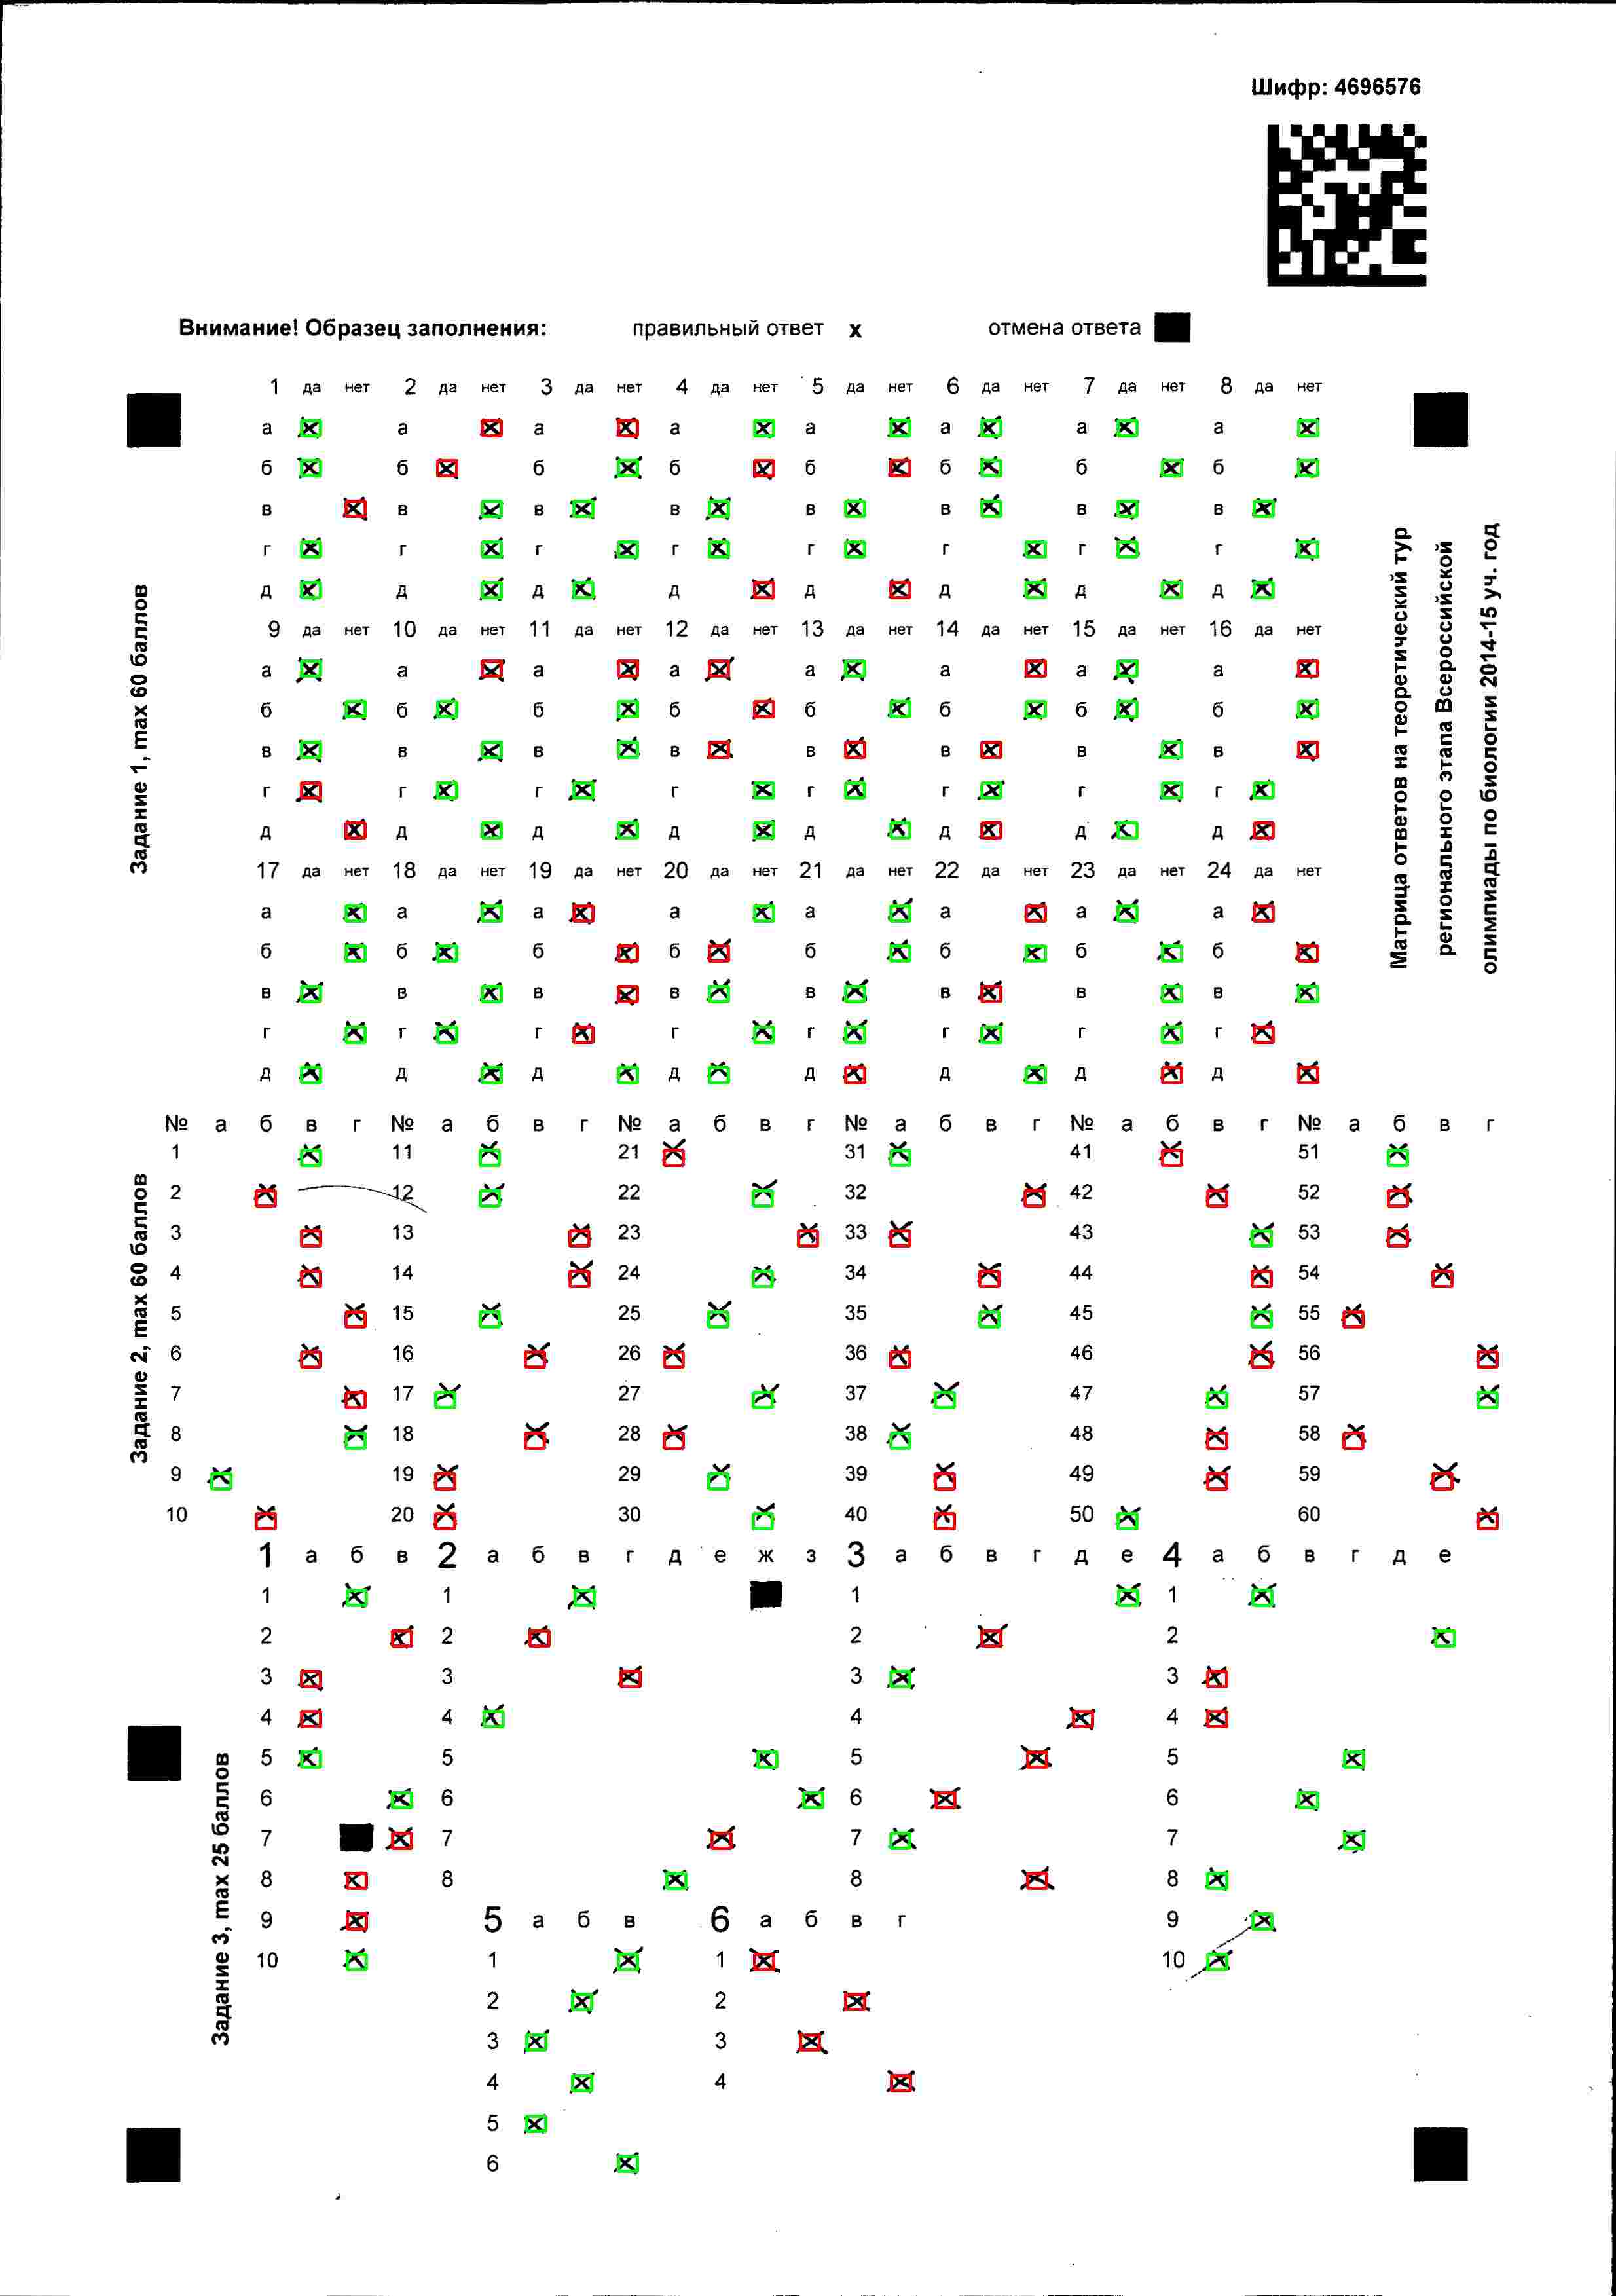 Шифр: 4696576
Внимание! Образец заполнения: правильный ответ x отмена ответа
1 да нет 2 да нет 3 да нет 4 да нет 5 да нет 6 да нет 7 да нет 8 да нет
а а а а а а а а
б б б б б б б б
в в в в в в в в
г г г г г г г г
д д д д д д д д
9 да нет 10 да нет 11 да нет 12 да нет 13 да нет 14 да нет 15 да нет 16 да нет
а а а а а а а а
б б б б б б б б
в в в в в в в в
г г г г г г г г
д д д д д д д д
17 да нет 18 да нет 19 да нет 20 да нет 21 да нет 22 да нет 23 да нет 24 да нет
а а а а а а а а
б б б б б б б б
в в в в в в в в
г г г г г г г г
д д д д д д д д
Задание 1, max 60 баллов
Матрица ответов на теоретический тур
регионального этапа Всероссийской
олимпиады по биологии 2014-15 уч. год
№ а б в г № а б в г № а б в г № а б в г № а б в г № а б в г
1 11 21 31 41 51
2 12 22 32 42 52
3 13 23 33 43 53
4 14 24 34 44 54
5 15 25 35 45 55
6 16 26 36 46 56
7 17 27 37 47 57
8 18 28 38 48 58
9 19 29 39 49 59
10 20 30 40 50 60
Задание 2, max 60 баллов
1 а б в 2 а б в г д е ж з 3 а б в г д е 4 а б в г д е
1 1 1 1
2 2 2 2
3 3 3 3
4 4 4 4
5 5 5 5
6 6 6 6
7 7 7 7
8 8 8 8
9 5 а б в 6 а б в г 9
10 1 1 10
2 2
3 3
4 4
5
6
Задание 3, max 25 баллов